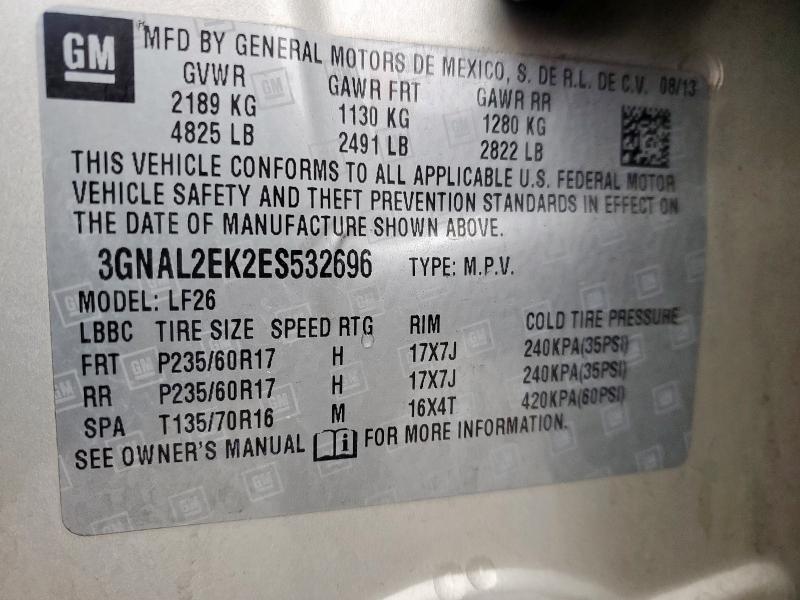 GM
MFD BY GENERAL MOTORS DE MEXICO, S. DE R.L. DE C.V. 08/13
GVWR GAWR FRT GAWR RR
2189 KG 1130 KG 1280 KG
4825 LB 2491 LB 2822 LB
THIS VEHICLE CONFORMS TO ALL APPLICABLE U.S. FEDERAL MOTOR
VEHICLE SAFETY AND THEFT PREVENTION STANDARDS IN EFFECT ON
THE DATE OF MANUFACTURE SHOWN ABOVE.
3GNAL2EK2ES532696 TYPE: M.P.V.
MODEL: LF26
LBBC TIRE SIZE SPEED RTG RIM COLD TIRE PRESSURE
FRT P235/60R17 H 17X7J 240KPA(35PSI)
RR P235/60R17 H 17X7J 240KPA(35PSI)
SPA T135/70R16 M 16X4T 420KPA(60PSI)
SEE OWNER'S MANUAL FOR MORE INFORMATION.